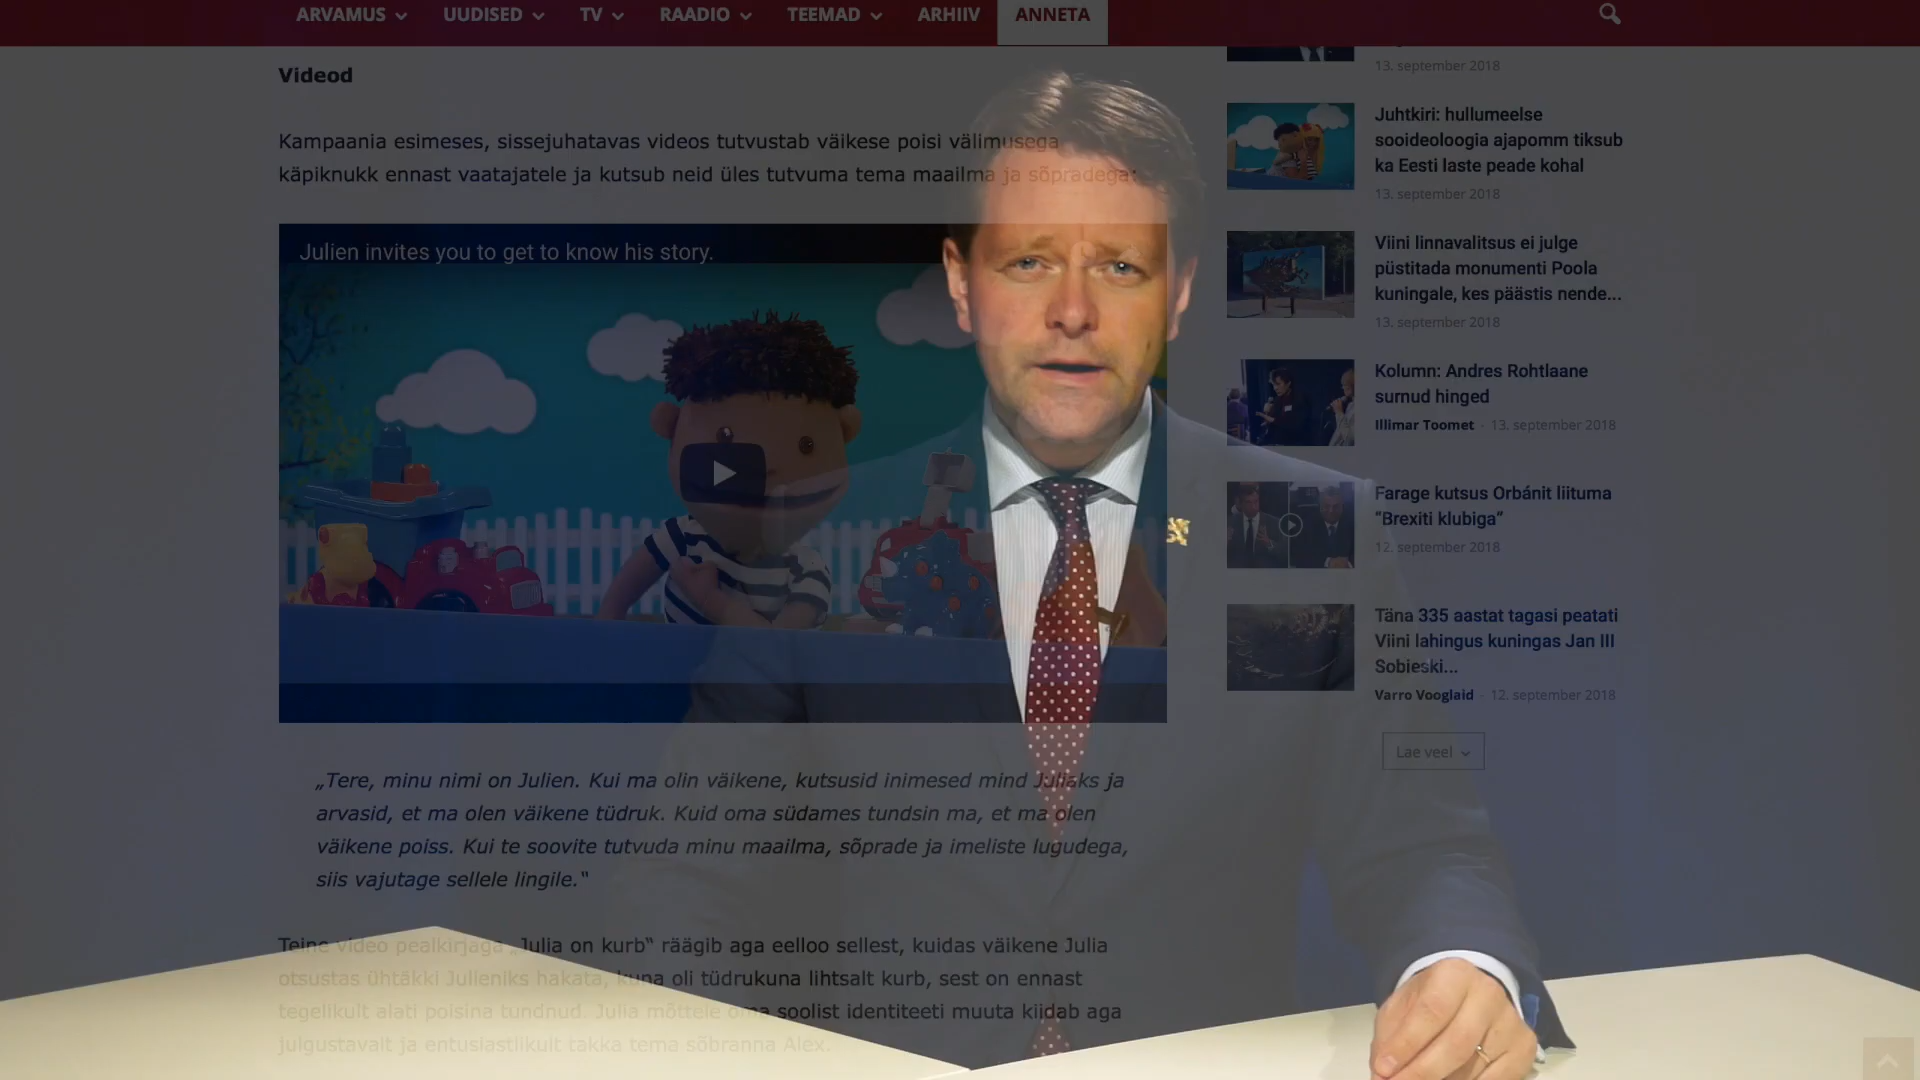 ARVAMUS UUDISED TV RAADIO TEEMAD ARHIIV ANNETA
Videod
Kampaania esimeses, sissejuhatavas videos tutvustab väikese poisi välimusega
käpiknukk ennast vaatajatele ja kutsub neid üles tutvuma tema maailma ja sõpradega:
Julien invites you to get to know his story.
„Tere, minu nimi on Julien. Kui ma olin väikene, kutsusid inimesed mind Juliaks ja
arvasid, et ma olen väikene tüdruk. Kuid oma südames tundsin ma, et ma olen
väikene poiss. Kui te soovite tutvuda minu maailma, sõprade ja imeliste lugudega,
siis vajutage sellele lingile.“
Teine video pealkirjaga „Julia on kurb“ räägib aga eelloo sellest, kuidas väikene Julia
otsustas ühtäkki Julieniks hakata, kuna oli tüdrukuna lihtsalt kurb, sest on ennast
tegelikult alati poisina tundnud. Julia mõttele oma soolist identiteeti muuta kiidab aga
julgustavalt ja entusiastlikult takka tema sõbranna Alex.
13. september 2018
Juhtkiri: hullumeelse
sooideoloogia ajapomm tiksub
ka Eesti laste peade kohal
13. september 2018
Viini linnavalitsus ei julge
püstitada monumenti Poola
kuningale, kes päästis nende...
13. september 2018
Kolumn: Andres Rohtlaane
surnud hinged
Illimar Toomet - 13. september 2018
Farage kutsus Orbánit liituma
“Brexiti klubiga”
12. september 2018
Täna 335 aastat tagasi peatati
Viini lahingus kuningas Jan III
Sobieski...
Varro Vooglaid - 12. september 2018
Lae veel